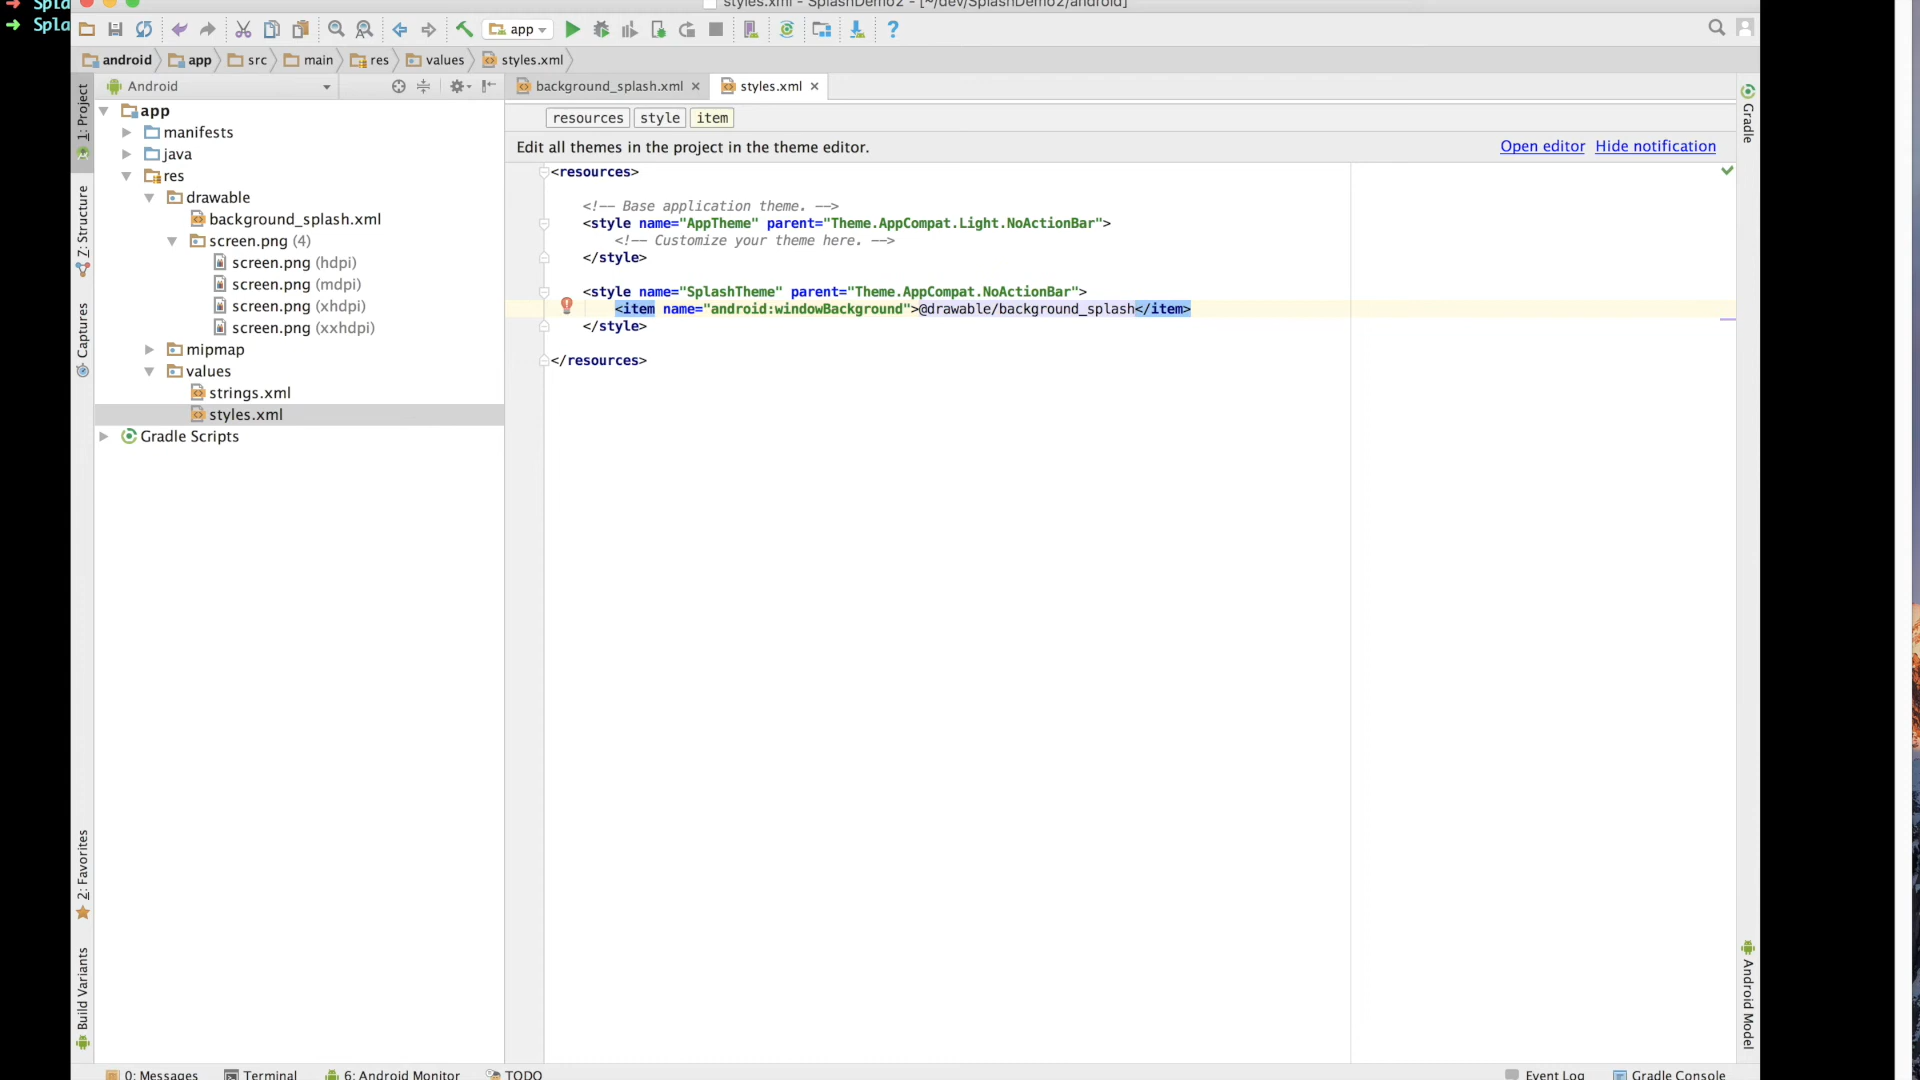 Spla
styles.xml - SplashDemo2 - [~/dev/SplashDemo2/android]
Spla
app
android app src main res values styles.xml
Android
background_splash.xml styles.xml
resources style item
Edit all themes in the project in the theme editor. Open editor Hide notification
1: Project
Z: Structure
Captures
2: Favorites
Build Variants
app
manifests
java
res
drawable
background_splash.xml
screen.png (4)
screen.png (hdpi)
screen.png (mdpi)
screen.png (xhdpi)
screen.png (xxhdpi)
mipmap
values
strings.xml
styles.xml
Gradle Scripts
<resources>
<!-- Base application theme. -->
<style name="AppTheme" parent="Theme.AppCompat.Light.NoActionBar">
<!-- Customize your theme here. -->
</style>
<style name="SplashTheme" parent="Theme.AppCompat.NoActionBar">
<item name="android:windowBackground">@drawable/background_splash</item>
</style>
</resources>
Gradle
Android Model
0: Messages Terminal 6: Android Monitor TODO Event Log Gradle Console